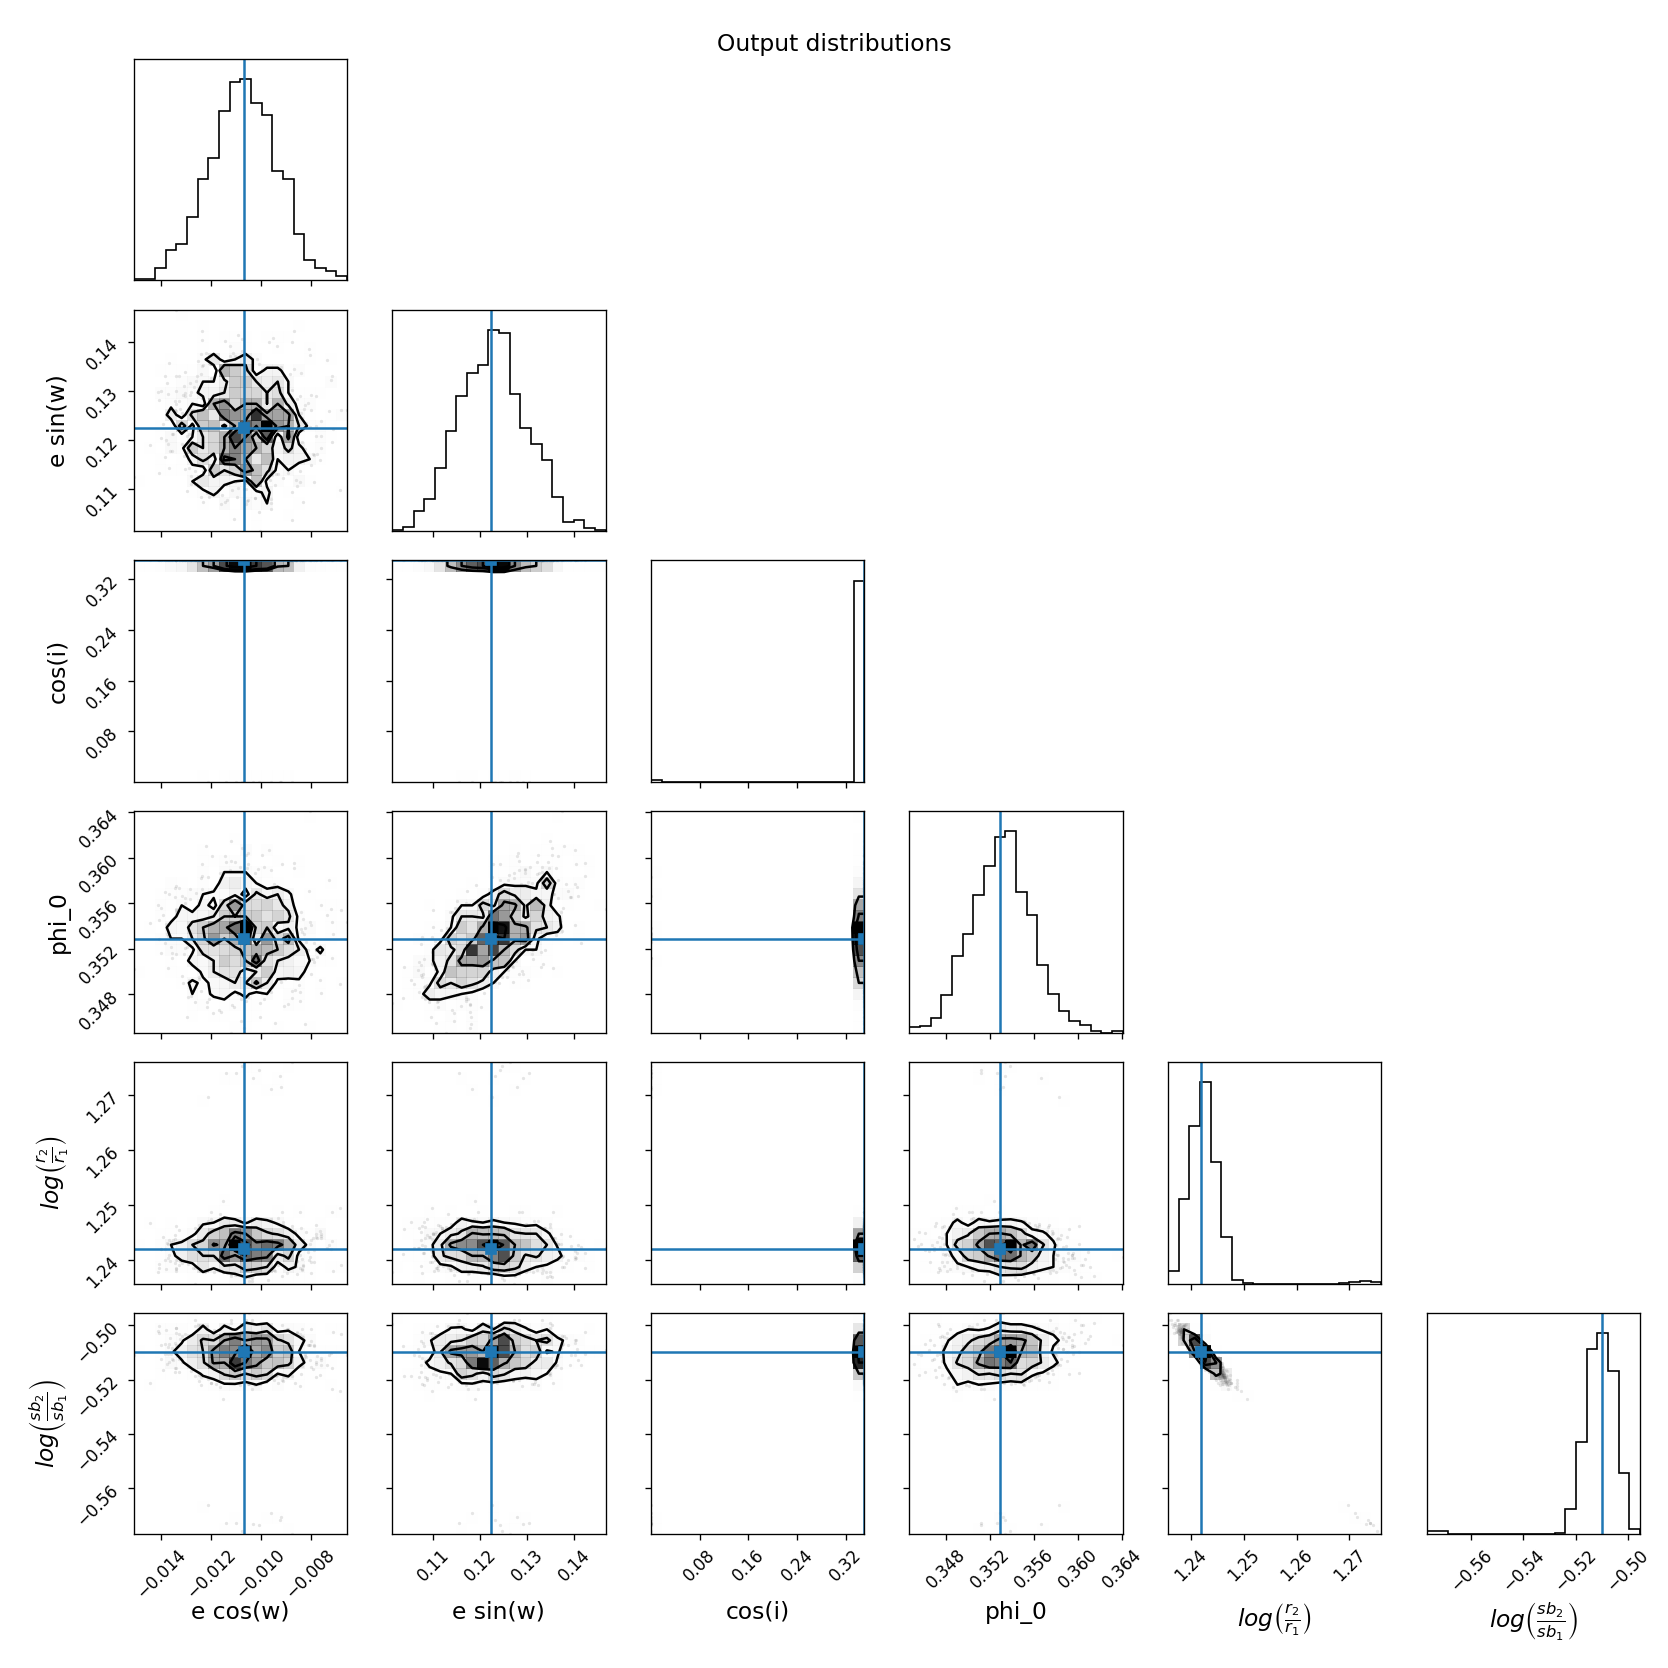 Output distributions
0.14
0.13
0.12
0.11
e sin(w)
0.32
0.24
0.16
0.08
cos(i)
0.364
0.360
0.356
0.352
0.348
phi_0
1.27
1.26
1.25
1.24
log(r₂/r₁)
−0.50
−0.52
−0.54
−0.56
log(sb₂/sb₁)
−0.014 −0.012 −0.010 −0.008
0.11 0.12 0.13 0.14
0.08 0.16 0.24 0.32
0.348 0.352 0.356 0.360 0.364
1.24 1.25 1.26 1.27
−0.56 −0.54 −0.52 −0.50
e cos(w)
e sin(w)
cos(i)
phi_0
log(r₂/r₁)
log(sb₂/sb₁)